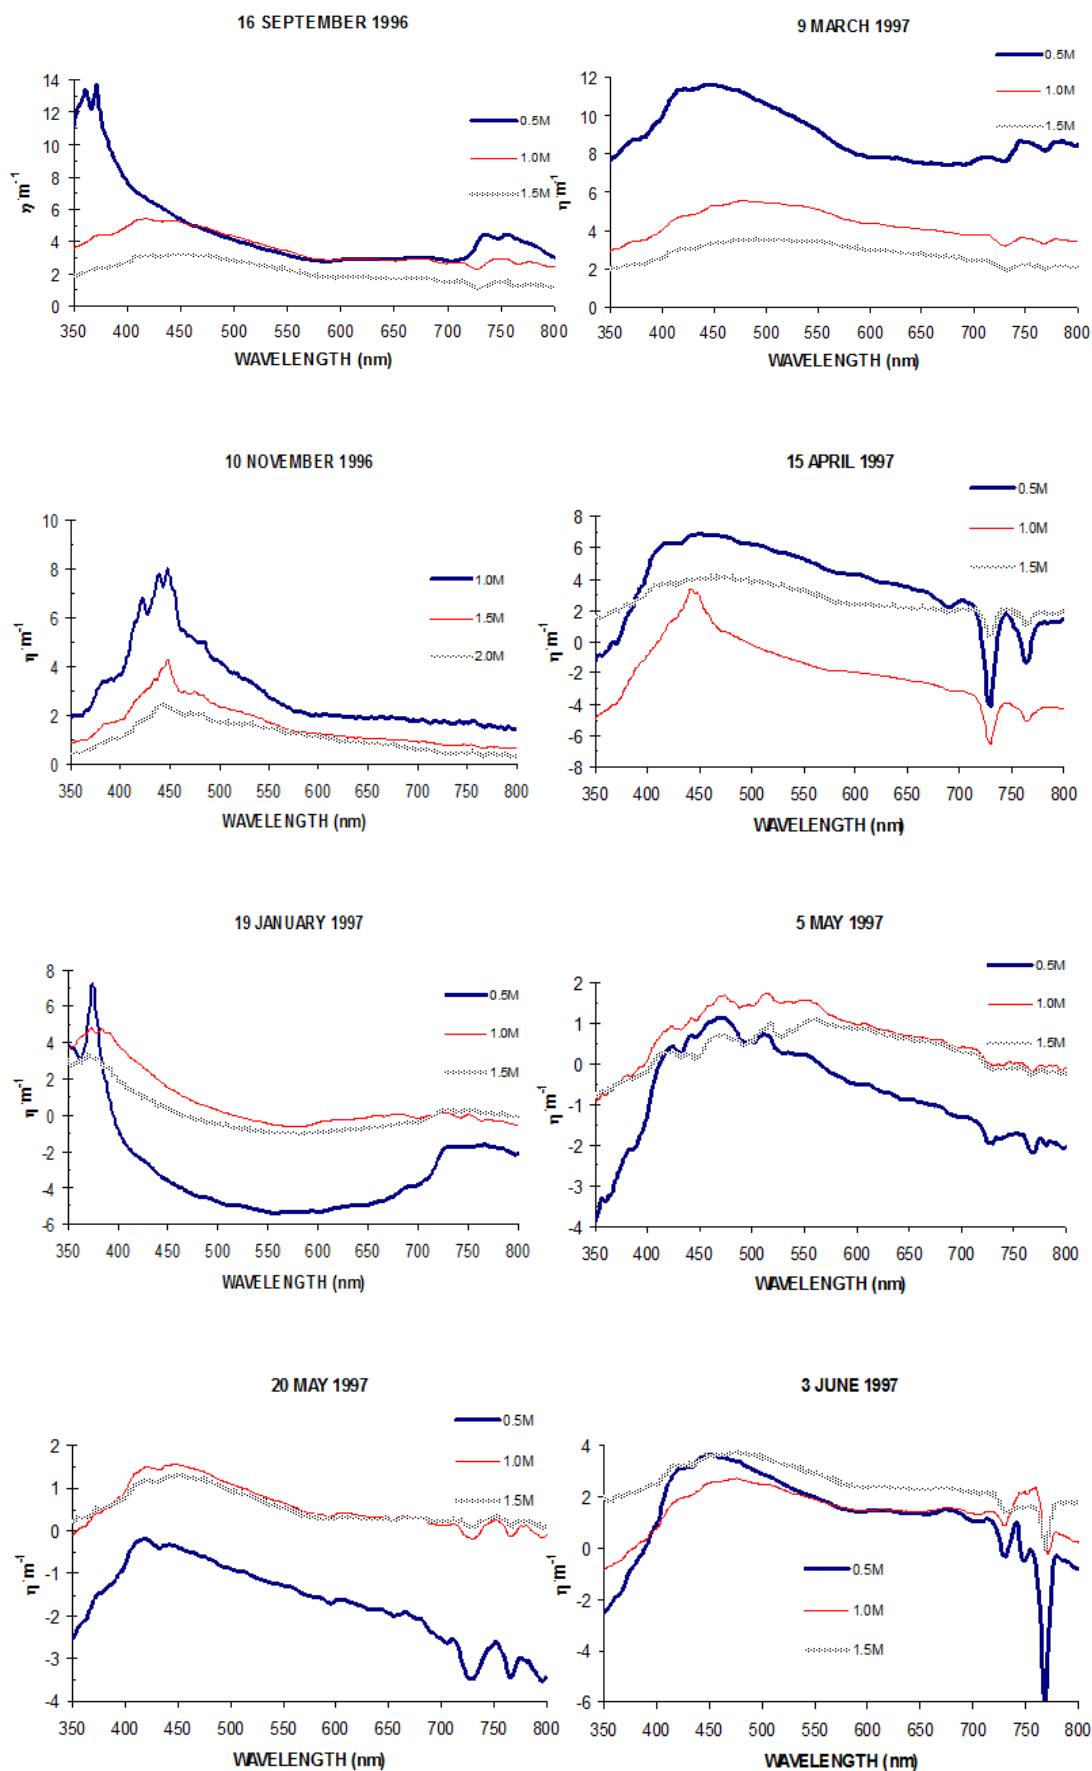 16 SEPTEMBER 1996
0.5M
1.0M
1.5M
η m⁻¹
14
12
10
8
6
4
2
0
350 400 450 500 550 600 650 700 750 800
WAVELENGTH (nm)
9 MARCH 1997
0.5M
1.0M
1.5M
η m⁻¹
12
10
8
6
4
2
0
350 400 450 500 550 600 650 700 750 800
WAVELENGTH (nm)
10 NOVEMBER 1996
1.0M
1.5M
2.0M
η m⁻¹
10
8
6
4
2
0
350 400 450 500 550 600 650 700 750 800
WAVELENGTH (nm)
15 APRIL 1997
0.5M
1.0M
1.5M
η m⁻¹
8
6
4
2
0
-2
-4
-6
-8
350 400 450 500 550 600 650 700 750 800
WAVELENGTH (nm)
19 JANUARY 1997
0.5M
1.0M
1.5M
η m⁻¹
8
6
4
2
0
-2
-4
-6
350 400 450 500 550 600 650 700 750 800
WAVELENGTH (nm)
5 MAY 1997
0.5M
1.0M
1.5M
η m⁻¹
2
1
0
-1
-2
-3
-4
350 400 450 500 550 600 650 700 750 800
WAVELENGTH (nm)
20 MAY 1997
0.5M
1.0M
1.5M
η m⁻¹
2
1
0
-1
-2
-3
-4
350 400 450 500 550 600 650 700 750 800
WAVELENGTH (nm)
3 JUNE 1997
0.5M
1.0M
1.5M
η m⁻¹
4
2
0
-2
-4
-6
350 400 450 500 550 600 650 700 750 800
WAVELENGTH (nm)